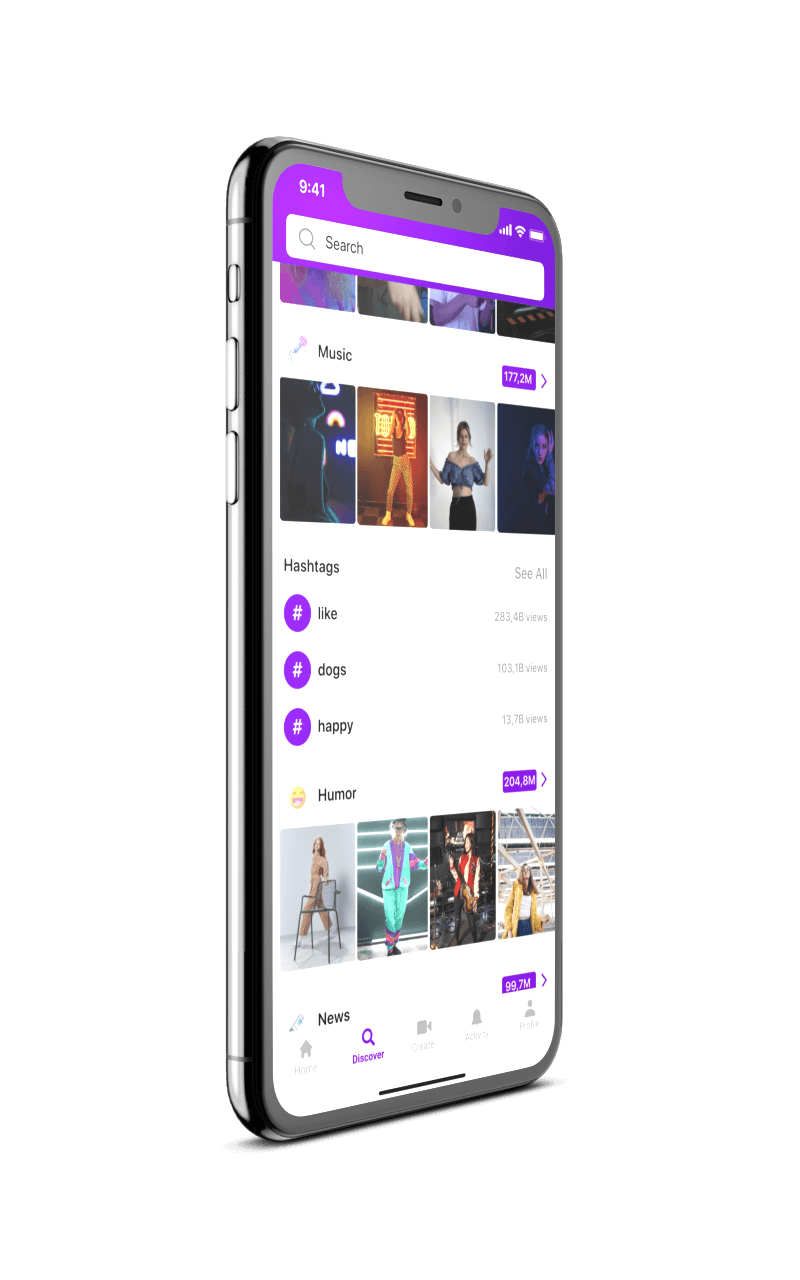 9:41
Search
Music
177,2M
Hashtags
See All
# like
283,4B views
# dogs
103,1B views
# happy
13,7B views
Humor
204,8M
News
99,7M
Home
Discover
Create
Activity
Profile